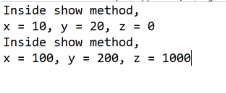 Inside show method,
x = 10, y = 20, z = 0
Inside show method,
x = 100, y = 200, z = 1000